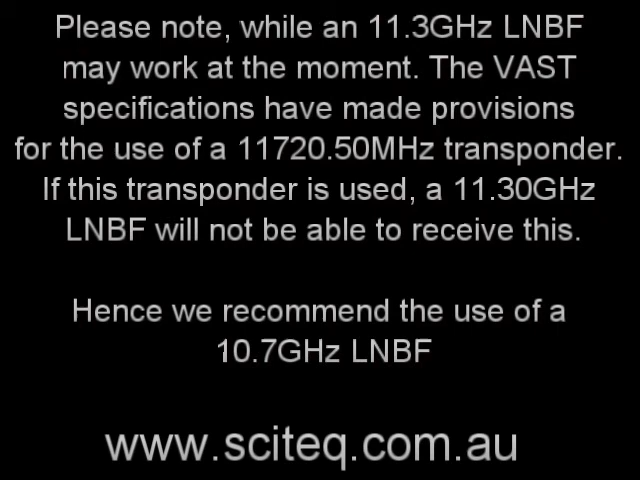 Please note, while an 11.3GHz LNBF
may work at the moment. The VAST
specifications have made provisions
for the use of a 11720.50MHz transponder.
If this transponder is used, a 11.30GHz
LNBF will not be able to receive this.
Hence we recommend the use of a
10.7GHz LNBF
www.sciteq.com.au